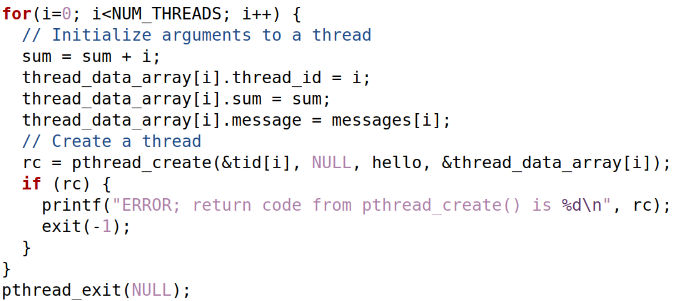 for(i=0; i<NUM_THREADS; i++) {
  // Initialize arguments to a thread
  sum = sum + i;
  thread_data_array[i].thread_id = i;
  thread_data_array[i].sum = sum;
  thread_data_array[i].message = messages[i];
  // Create a thread
  rc = pthread_create(&tid[i], NULL, hello, &thread_data_array[i]);
  if (rc) {
    printf("ERROR; return code from pthread_create() is %d\n", rc);
    exit(-1);
  }
}
pthread_exit(NULL);